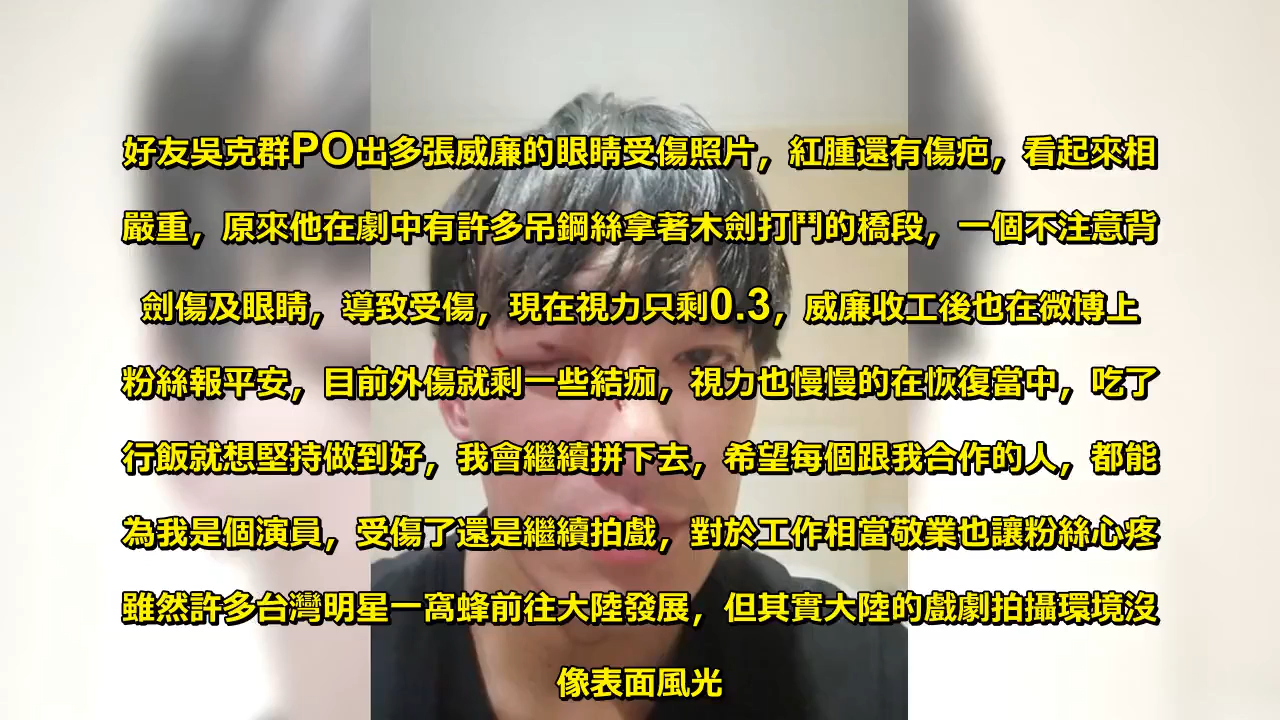 好友吳克群PO出多張威廉的眼睛受傷照片，紅腫還有傷疤，看起來相
嚴重，原來他在劇中有許多吊鋼絲拿著木劍打鬥的橋段，一個不注意背
劍傷及眼睛，導致受傷，現在視力只剩0.3，威廉收工後也在微博上
粉絲報平安，目前外傷就剩一些結痂，視力也慢慢的在恢復當中，吃了
行飯就想堅持做到好，我會繼續拼下去，希望每個跟我合作的人，都能
為我是個演員，受傷了還是繼續拍戲，對於工作相當敬業也讓粉絲心疼
雖然許多台灣明星一窩蜂前往大陸發展，但其實大陸的戲劇拍攝環境沒
像表面風光